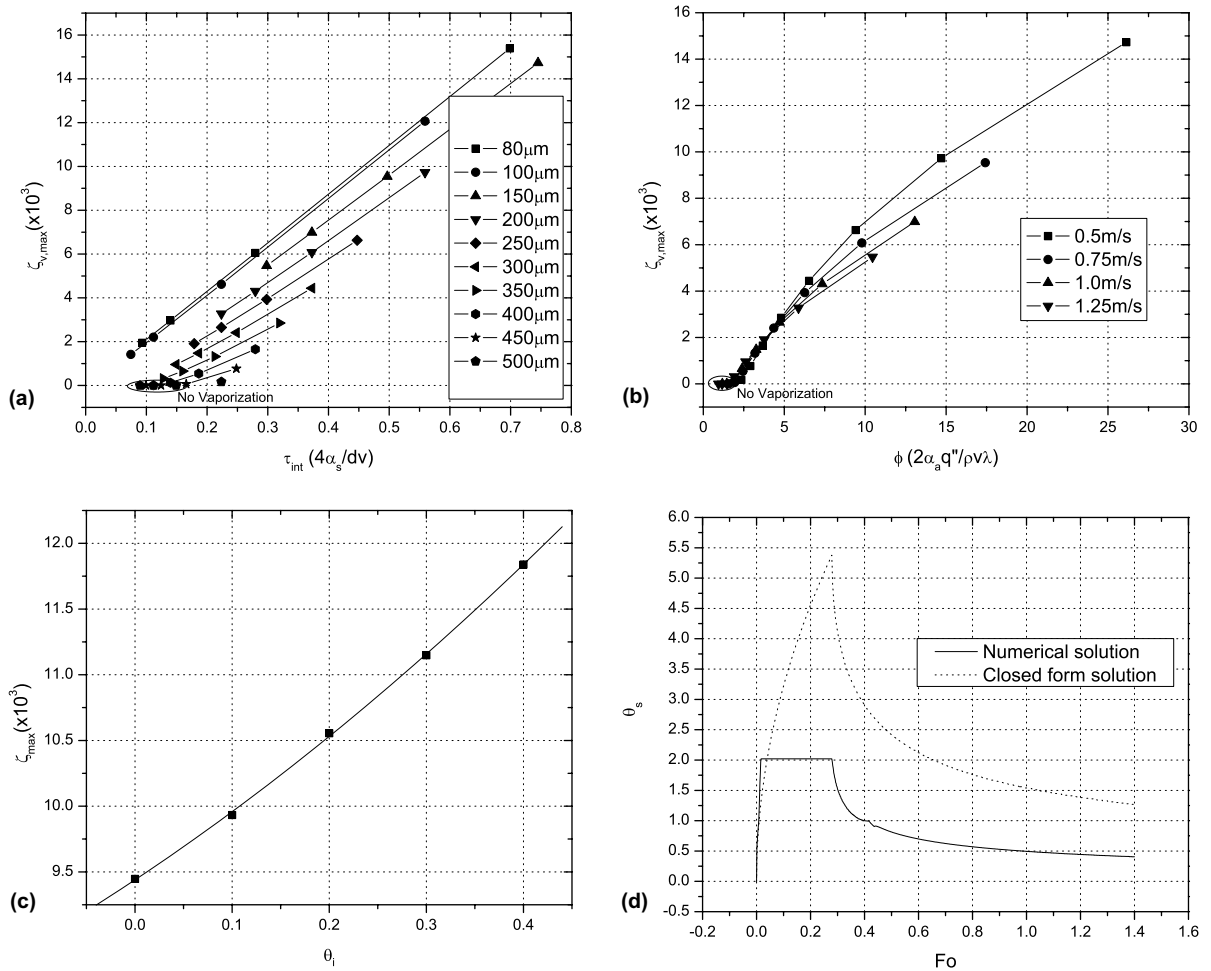 16
14
12
10
8
6
4
2
0
ζv,max(x10³)
0.0 0.1 0.2 0.3 0.4 0.5 0.6 0.7 0.8
τint (4αs/dv)
80μm
100μm
150μm
200μm
250μm
300μm
350μm
400μm
450μm
500μm
No Vaporization
(a)
16
14
12
10
8
6
4
2
0
ζv,max(x10³)
0 5 10 15 20 25 30
ϕ (2αaq"/ρvλ)
0.5m/s
0.75m/s
1.0m/s
1.25m/s
No Vaporization
(b)
12.0
11.5
11.0
10.5
10.0
9.5
ζmax(x10³)
0.0 0.1 0.2 0.3 0.4
θi
(c)
6.0
5.5
5.0
4.5
4.0
3.5
3.0
2.5
2.0
1.5
1.0
0.5
0.0
-0.5
θs
-0.2 0.0 0.2 0.4 0.6 0.8 1.0 1.2 1.4 1.6
Fo
Numerical solution
Closed form solution
(d)